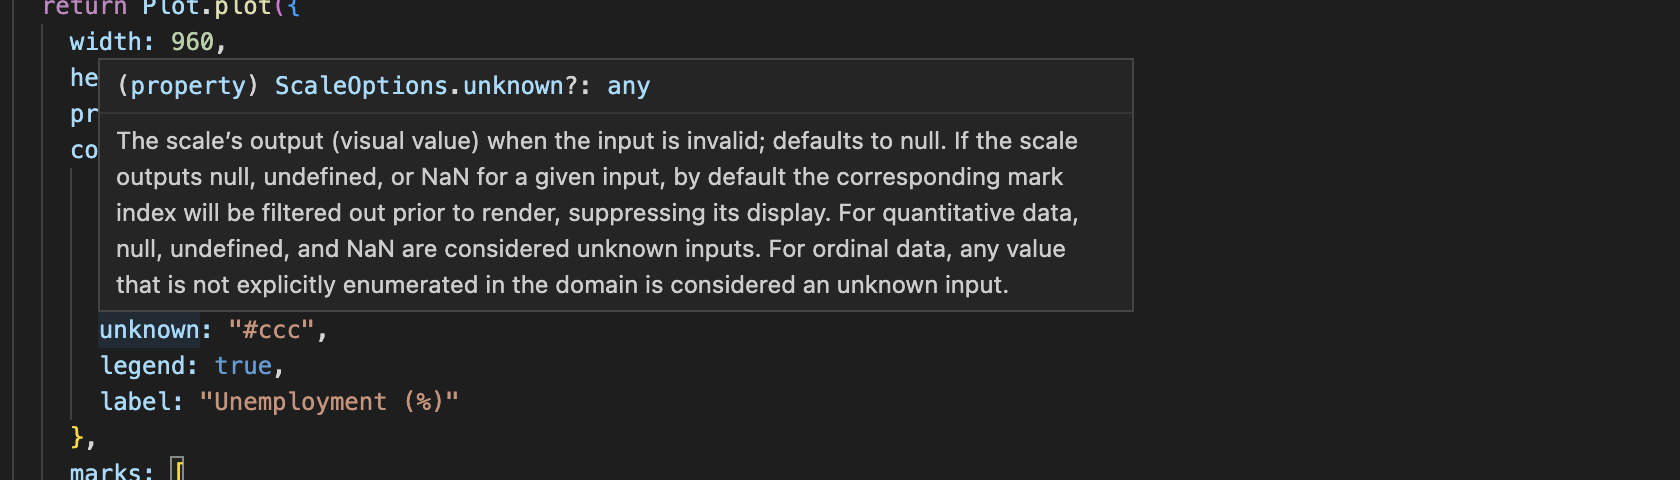 return Plot.plot({
width: 960,
he
(property) ScaleOptions.unknown?: any
pr
The scale’s output (visual value) when the input is invalid; defaults to null. If the scale
co
outputs null, undefined, or NaN for a given input, by default the corresponding mark
index will be filtered out prior to render, suppressing its display. For quantitative data,
null, undefined, and NaN are considered unknown inputs. For ordinal data, any value
that is not explicitly enumerated in the domain is considered an unknown input.
unknown: "#ccc",
legend: true,
label: "Unemployment (%)"
},
marks: [